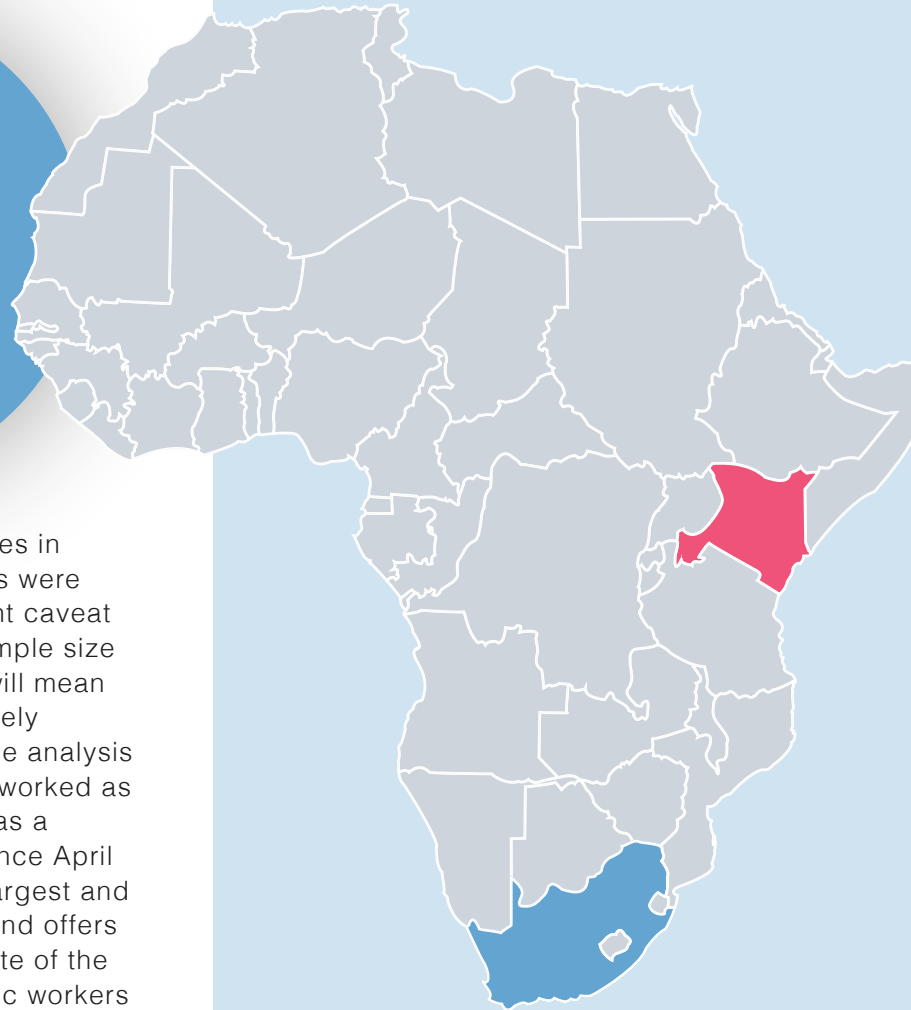 es in
s were
nt caveat
mple size
will mean
ely
e analysis
worked as
as a
nce April
argest and
nd offers
te of the
c workers